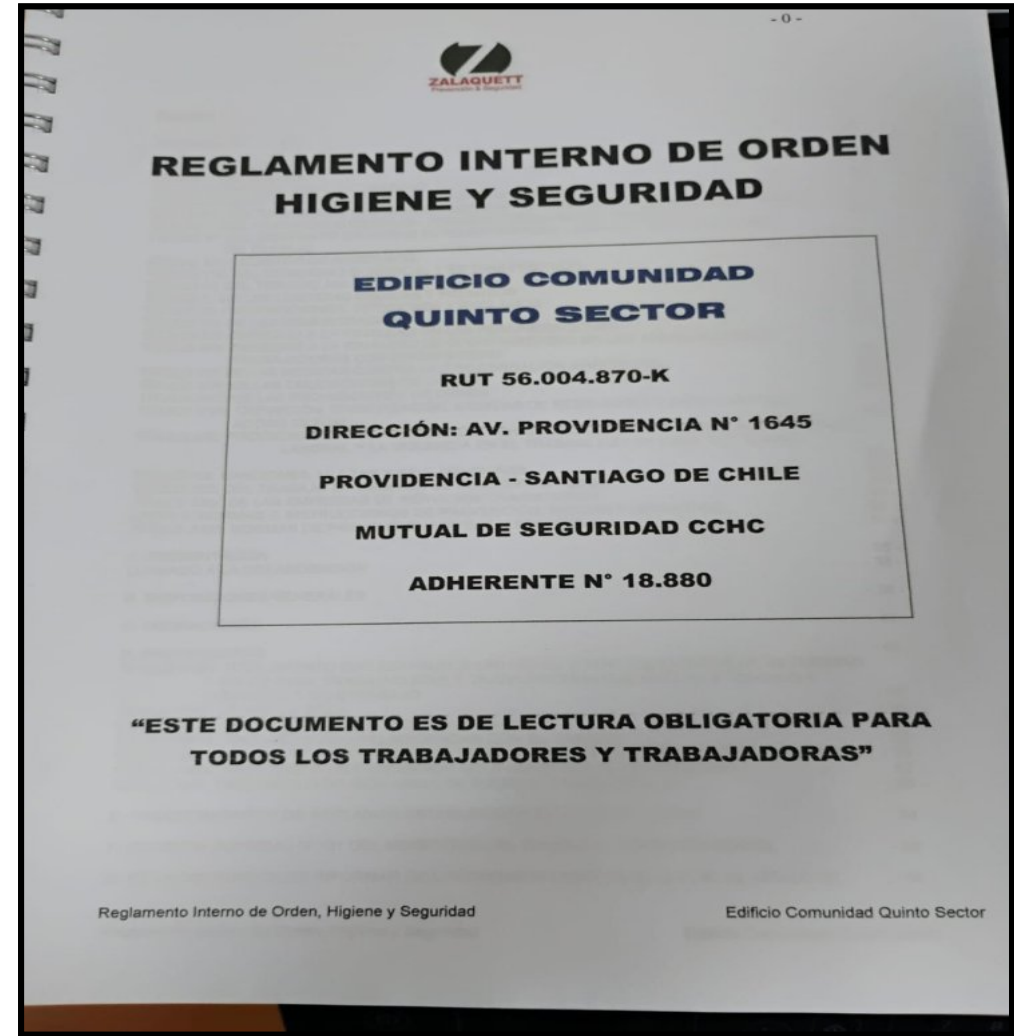 - 0 -
ZALAQUETT
Prevención & Seguridad
REGLAMENTO INTERNO DE ORDEN
HIGIENE Y SEGURIDAD
EDIFICIO COMUNIDAD
QUINTO SECTOR
RUT 56.004.870-K
DIRECCIÓN: AV. PROVIDENCIA N° 1645
PROVIDENCIA - SANTIAGO DE CHILE
MUTUAL DE SEGURIDAD CCHC
ADHERENTE N° 18.880
“ESTE DOCUMENTO ES DE LECTURA OBLIGATORIA PARA
TODOS LOS TRABAJADORES Y TRABAJADORAS”
Reglamento Interno de Orden, Higiene y Seguridad Edificio Comunidad Quinto Sector